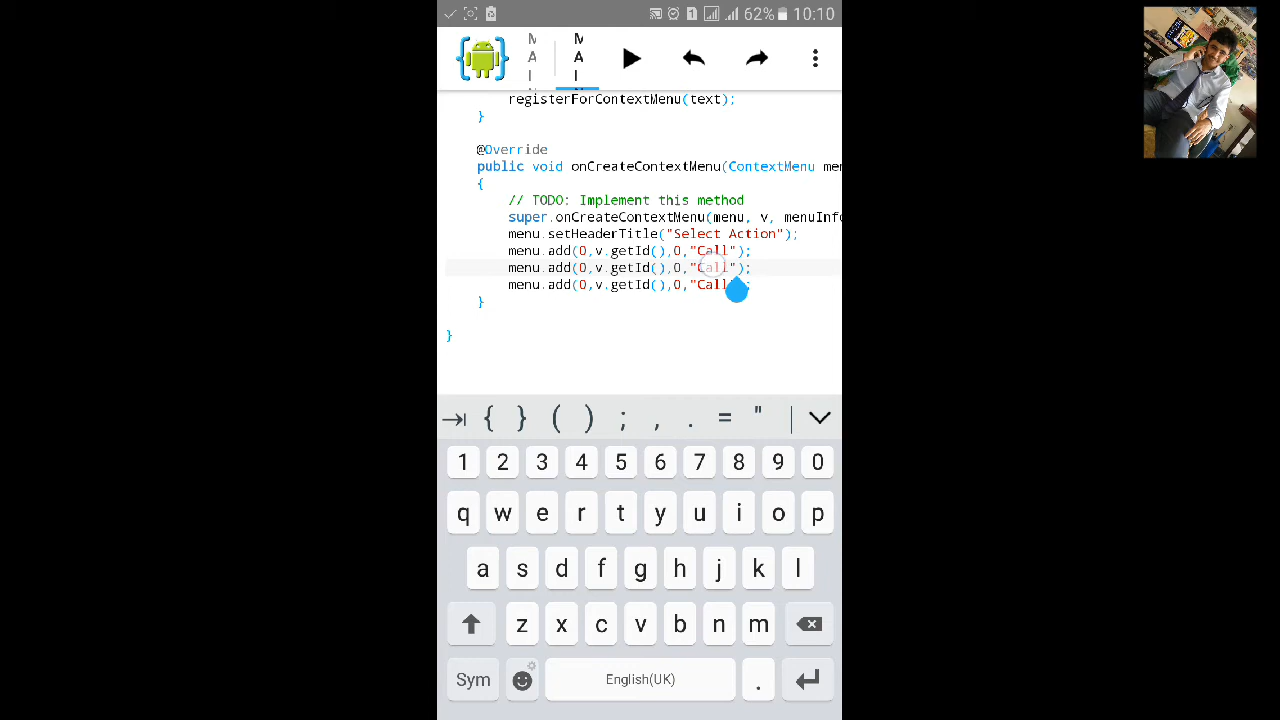 62% 10:10
M
A
I
M
A
I
registerForContextMenu(text);
}
@Override
public void onCreateContextMenu(ContextMenu men
{
// TODO: Implement this method
super.onCreateContextMenu(menu, v, menuInfo
menu.setHeaderTitle("Select Action");
menu.add(0,v.getId(),0,"Call");
menu.add(0,v.getId(),0,"Call");
menu.add(0,v.getId(),0,"Call";
}
}
{ } ( ) ; , . = "
1 2 3 4 5 6 7 8 9 0
q w e r t y u i o p
a s d f g h j k l
z x c v b n m
Sym English(UK) .